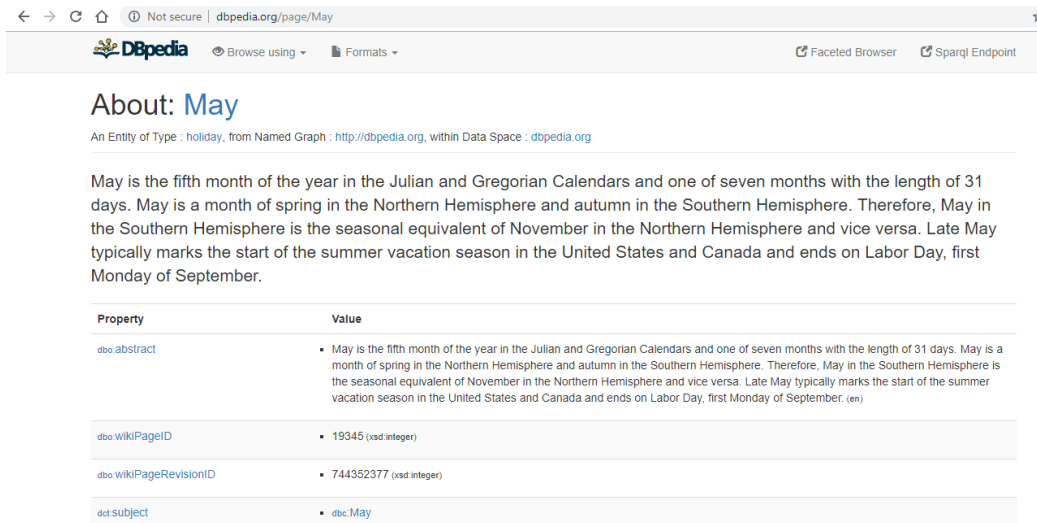 Not secure | dbpedia.org/page/May
DBpedia Browse using Formats Faceted Browser Sparql Endpoint
About: May
An Entity of Type : holiday, from Named Graph : http://dbpedia.org, within Data Space : dbpedia.org
May is the fifth month of the year in the Julian and Gregorian Calendars and one of seven months with the length of 31
days. May is a month of spring in the Northern Hemisphere and autumn in the Southern Hemisphere. Therefore, May in
the Southern Hemisphere is the seasonal equivalent of November in the Northern Hemisphere and vice versa. Late May
typically marks the start of the summer vacation season in the United States and Canada and ends on Labor Day, first
Monday of September.
Property Value
dbo:abstract May is the fifth month of the year in the Julian and Gregorian Calendars and one of seven months with the length of 31 days. May is a
month of spring in the Northern Hemisphere and autumn in the Southern Hemisphere. Therefore, May in the Southern Hemisphere is
the seasonal equivalent of November in the Northern Hemisphere and vice versa. Late May typically marks the start of the summer
vacation season in the United States and Canada and ends on Labor Day, first Monday of September. (en)
dbo:wikiPageID 19345 (xsd:integer)
dbo:wikiPageRevisionID 744352377 (xsd:integer)
dct:subject dbc:May